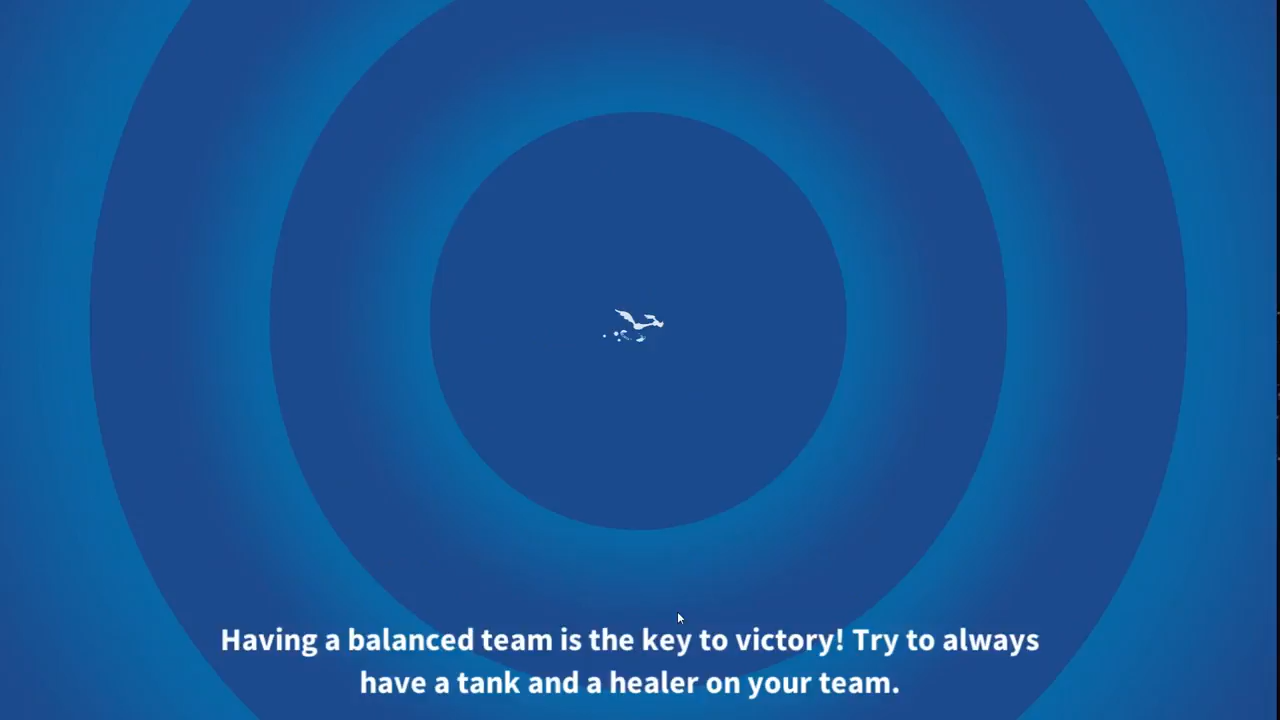 Having a balanced team is the key to victory! Try to always
have a tank and a healer on your team.